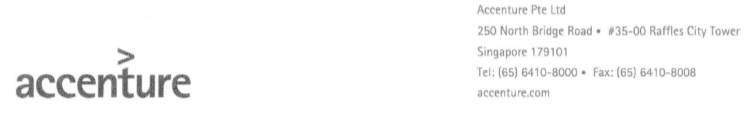 accenture
Accenture Pte Ltd
250 North Bridge Road • #35-00 Raffles City Tower
Singapore 179101
Tel: (65) 6410-8000 • Fax: (65) 6410-8008
accenture.com